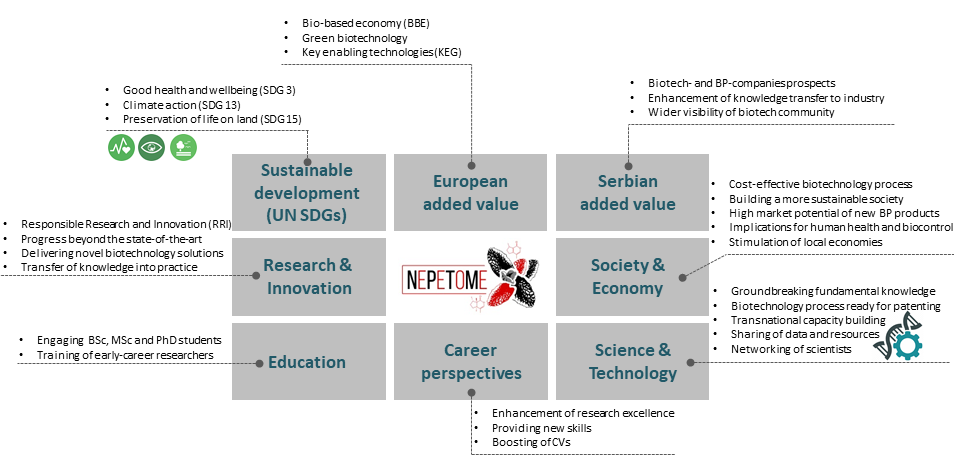 • Bio-based economy (BBE)
• Green biotechnology
• Key enabling technologies (KEG)
• Good health and wellbeing (SDG 3)
• Climate action (SDG 13)
• Preservation of life on land (SDG 15)
• Biotech- and BP-companies prospects
• Enhancement of knowledge transfer to industry
• Wider visibility of biotech community
Sustainable
development
(UN SDGs)
European
added value
Serbian
added value
• Cost-effective biotechnology process
• Building a more sustainable society
• High market potential of new BP products
• Implications for human health and biocontrol
• Stimulation of local economies
• Responsible Research and Innovation (RRI)
• Progress beyond the state-of-the-art
• Delivering novel biotechnology solutions
• Transfer of knowledge into practice
Research &
Innovation
NEPETOME
Society &
Economy
• Groundbreaking fundamental knowledge
• Biotechnology process ready for patenting
• Transnational capacity building
• Sharing of data and resources
• Networking of scientists
• Engaging BSc, MSc and PhD students
• Training of early-career researchers
Education
Career
perspectives
Science &
Technology
• Enhancement of research excellence
• Providing new skills
• Boosting of CVs